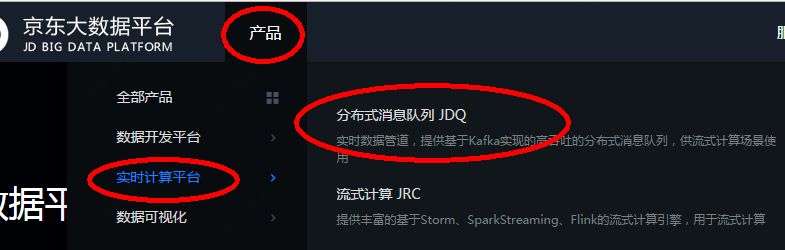 京东大数据平台
JD BIG DATA PLATFORM
产品
全部产品
数据开发平台
实时计算平台
数据可视化
分布式消息队列 JDQ
实时数据管道，提供基于Kafka实现的高吞吐的分布式消息队列，供流式计算场景使
用
流式计算 JRC
提供丰富的基于Storm、SparkStreaming、Flink的流式计算引擎，用于流式计算
数据平